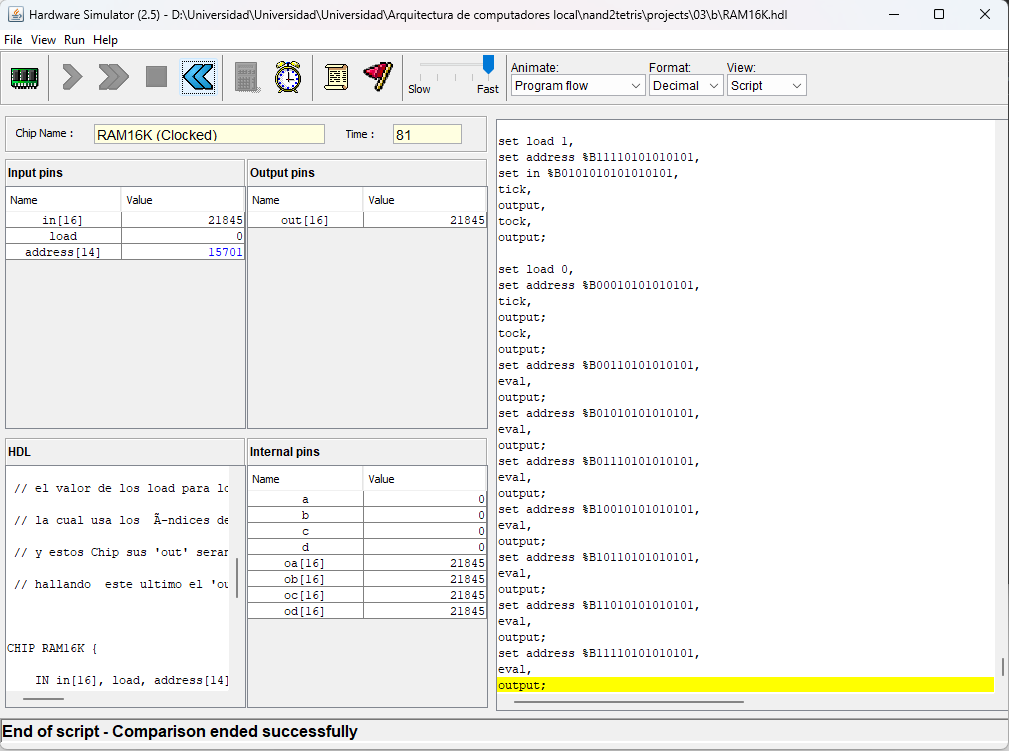 Hardware Simulator (2.5) - D:\Universidad\Universidad\Universidad\Arquitectura de computadores local\nand2tetris\projects\03\b\RAM16K.hdl
File View Run Help
Slow Fast
Animate: Format: View:
Program flow Decimal Script
Chip Name : RAM16K (Clocked) Time : 81
Input pins
Name Value
in[16] 21845
load 0
address[14] 15701
Output pins
Name Value
out[16] 21845
HDL
// el valor de los load para lo
// la cual usa los Ã-ndices de
// y estos Chip sus 'out' seran
// hallando este ultimo el 'ou
CHIP RAM16K {
IN in[16], load, address[14]
Internal pins
Name Value
a 0
b 0
c 0
d 0
oa[16] 21845
ob[16] 21845
oc[16] 21845
od[16] 21845
set load 1,
set address %B11110101010101,
set in %B0101010101010101,
tick,
output,
tock,
output;
set load 0,
set address %B00010101010101,
tick,
output;
tock,
output;
set address %B00110101010101,
eval,
output;
set address %B01010101010101,
eval,
output;
set address %B01110101010101,
eval,
output;
set address %B10010101010101,
eval,
output;
set address %B10110101010101,
eval,
output;
set address %B11010101010101,
eval,
output;
set address %B11110101010101,
eval,
output;
End of script - Comparison ended successfully